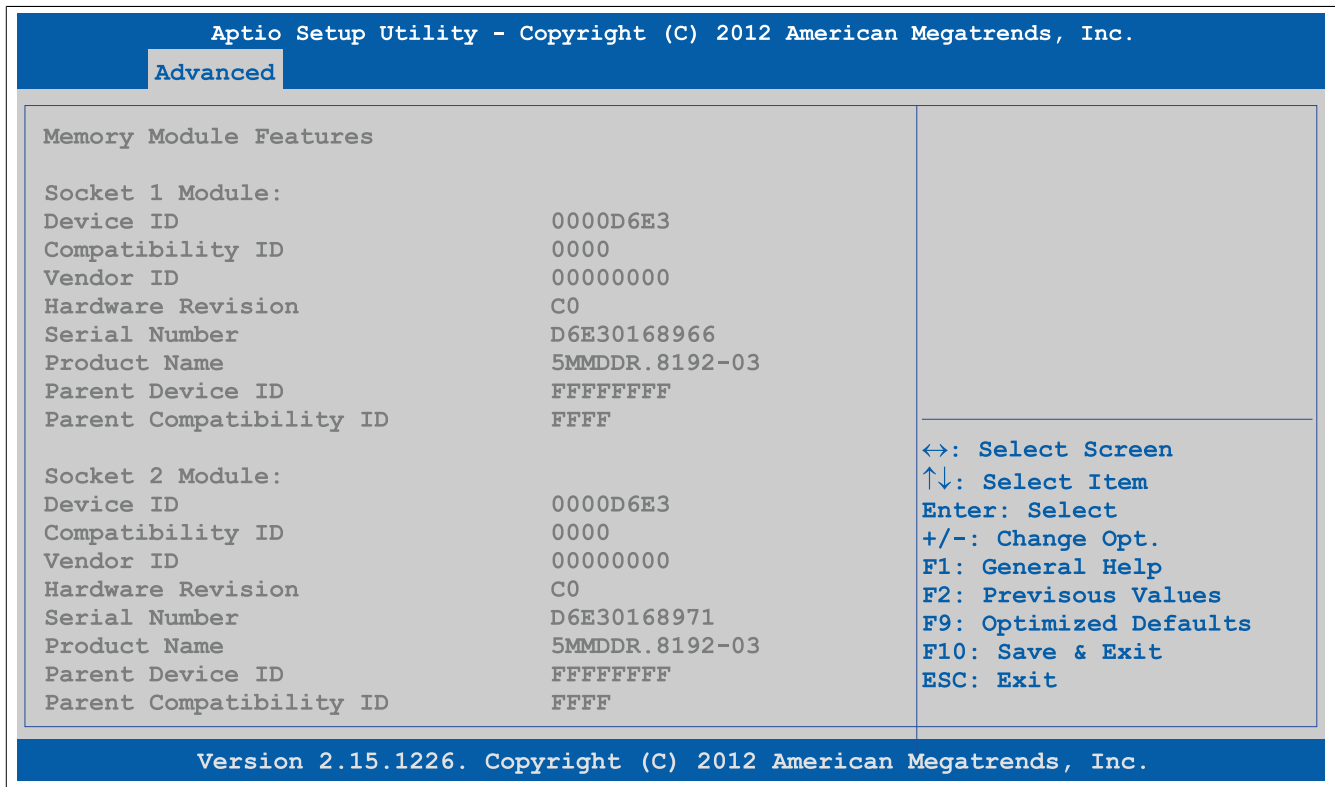 Aptio Setup Utility - Copyright (C) 2012 American Megatrends, Inc.
Advanced
Memory Module Features
Socket 1 Module:
Device ID 0000D6E3
Compatibility ID 0000
Vendor ID 00000000
Hardware Revision C0
Serial Number D6E30168966
Product Name 5MMDDR.8192-03
Parent Device ID FFFFFFFF
Parent Compatibility ID FFFF
Socket 2 Module:
Device ID 0000D6E3
Compatibility ID 0000
Vendor ID 00000000
Hardware Revision C0
Serial Number D6E30168971
Product Name 5MMDDR.8192-03
Parent Device ID FFFFFFFF
Parent Compatibility ID FFFF
↔: Select Screen
↑↓: Select Item
Enter: Select
+/-: Change Opt.
F1: General Help
F2: Previsous Values
F9: Optimized Defaults
F10: Save & Exit
ESC: Exit
Version 2.15.1226. Copyright (C) 2012 American Megatrends, Inc.